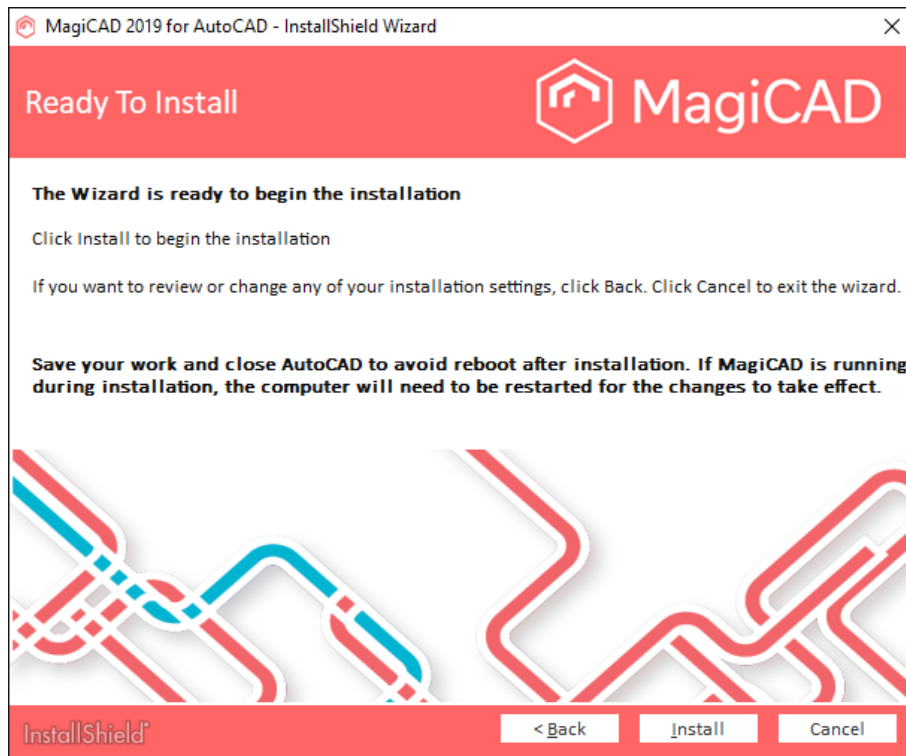 MagiCAD 2019 for AutoCAD - InstallShield Wizard
Ready To Install
MagiCAD
The Wizard is ready to begin the installation
Click Install to begin the installation
If you want to review or change any of your installation settings, click Back. Click Cancel to exit the wizard.
Save your work and close AutoCAD to avoid reboot after installation. If MagiCAD is running
during installation, the computer will need to be restarted for the changes to take effect.
InstallShield
< Back
Install
Cancel